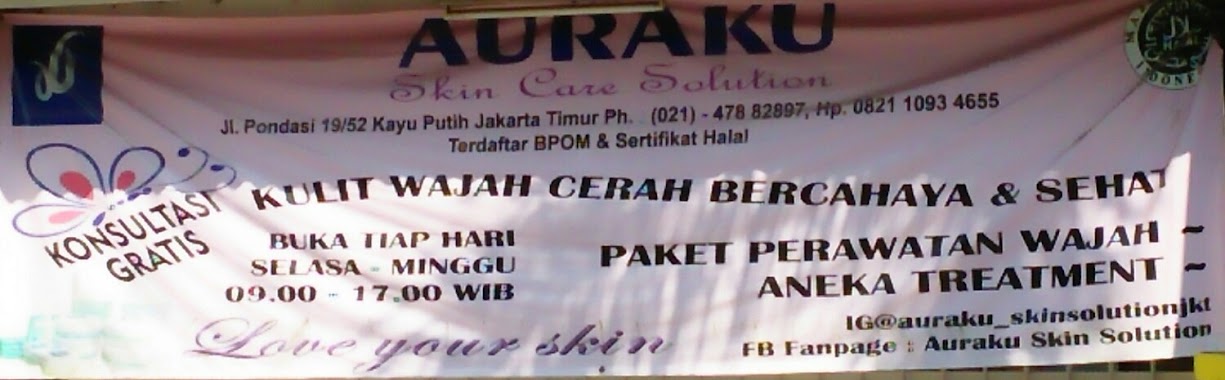 AURAKU
Skin Care Solution
Jl. Pondasi 19/52 Kayu Putih Jakarta Timur Ph. (021) - 478 82897, Hp. 0821 1093 4655
Terdaftar BPOM & Sertifikat Halal
KULIT WAJAH CERAH BERCAHAYA & SEHAT
KONSULTASI
GRATIS
BUKA TIAP HARI
SELASA - MINGGU
09.00 - 17.00 WIB
PAKET PERAWATAN WAJAH ~
ANEKA TREATMENT ~
Love your skin
IG@auraku_skinsolutionjkt
FB Fanpage : Auraku Skin Solution